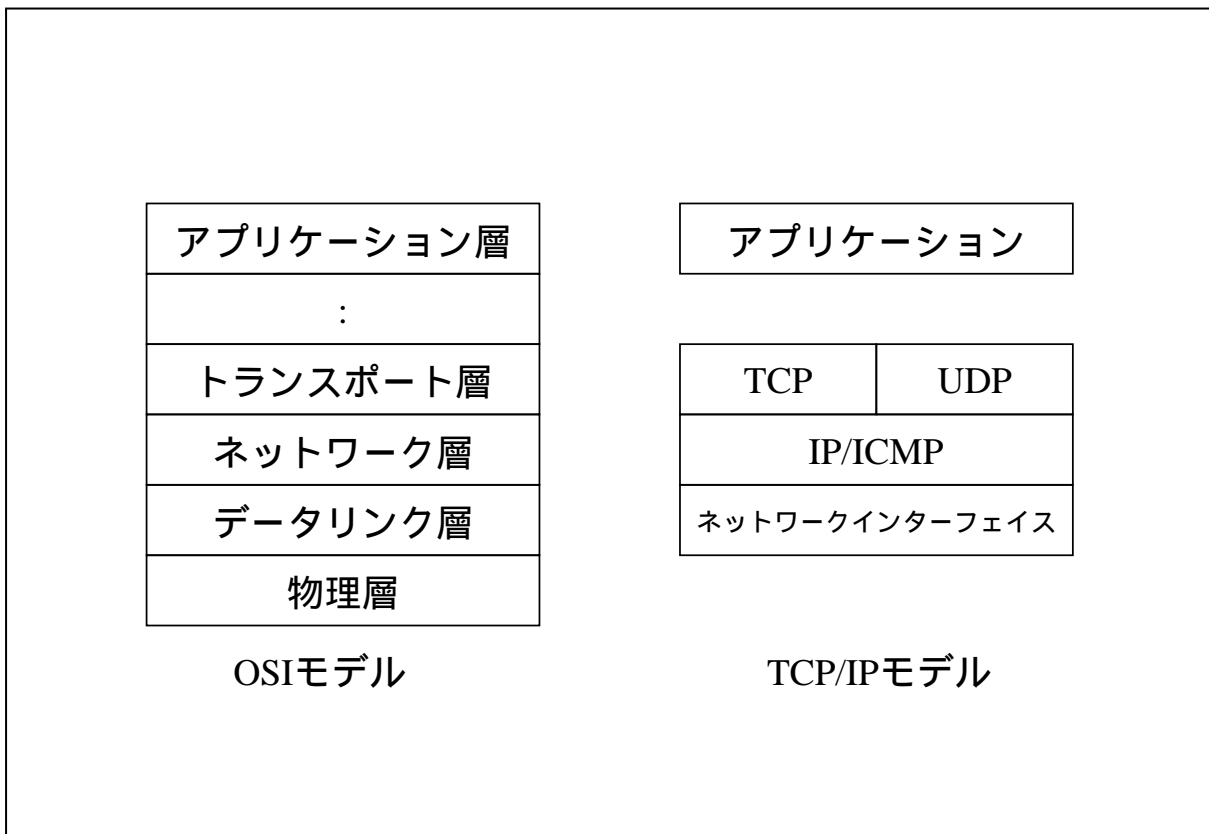 アプリケーション層
:
トランスポート層
ネットワーク層
データリンク層
物理層
OSIモデル
アプリケーション
TCP
UDP
IP/ICMP
ネットワークインターフェイス
TCP/IPモデル